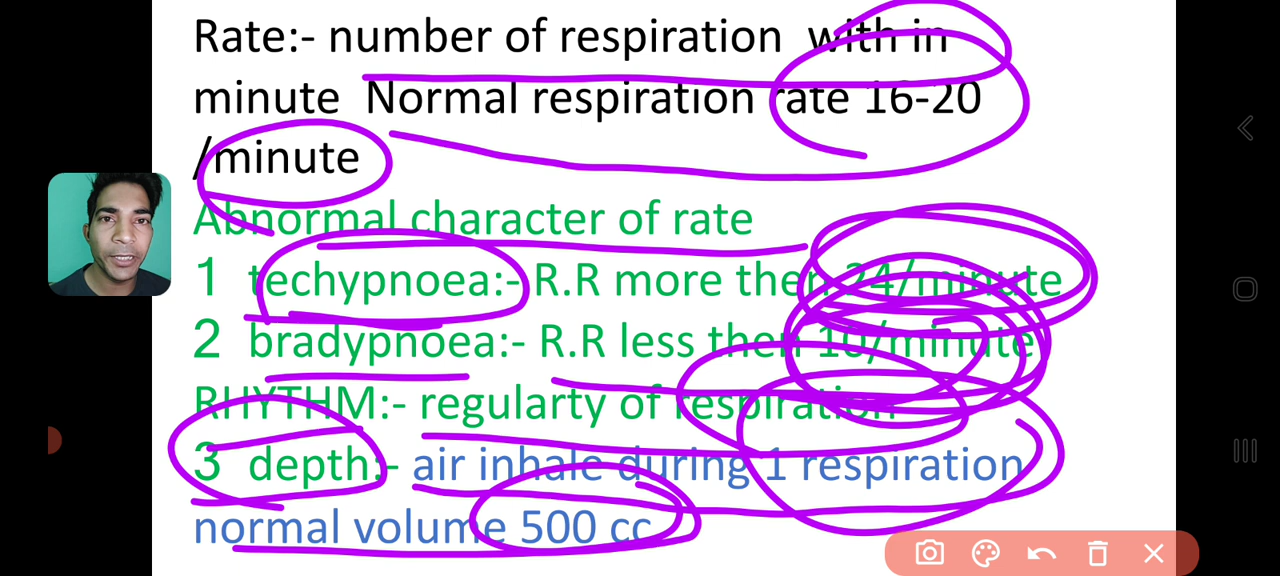 Rate:- number of respiration with in
minute Normal respiration rate 16-20
/minute
Abnormal character of rate
1 techypnoea:- R.R more then 24/minute
2 bradypnoea:- R.R less then 10/minute
RHYTHM:- regularty of respiration
3 depth:- air inhale during 1 respiration
normal volume 500 cc